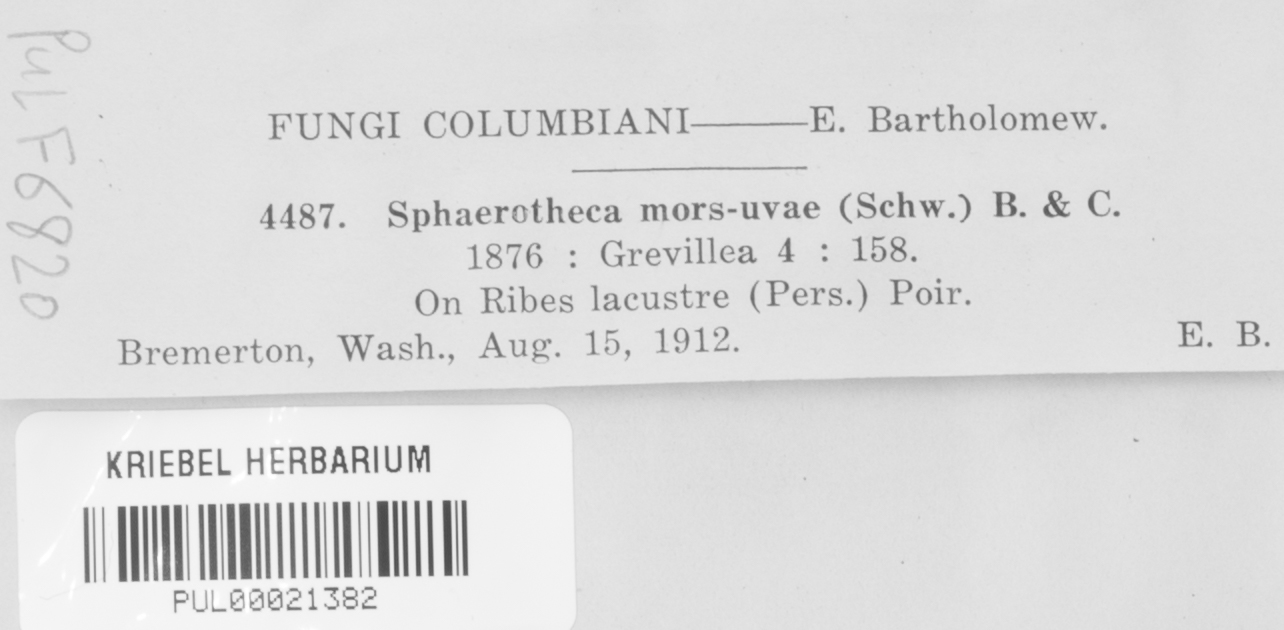 PUL F6820
FUNGI COLUMBIANI———E. Bartholomew.
4487. Sphaerotheca mors-uvae (Schw.) B. & C.
1876 : Grevillea 4 : 158.
On Ribes lacustre (Pers.) Poir.
Bremerton, Wash., Aug. 15, 1912. E. B.
KRIEBEL HERBARIUM
PUL00021382